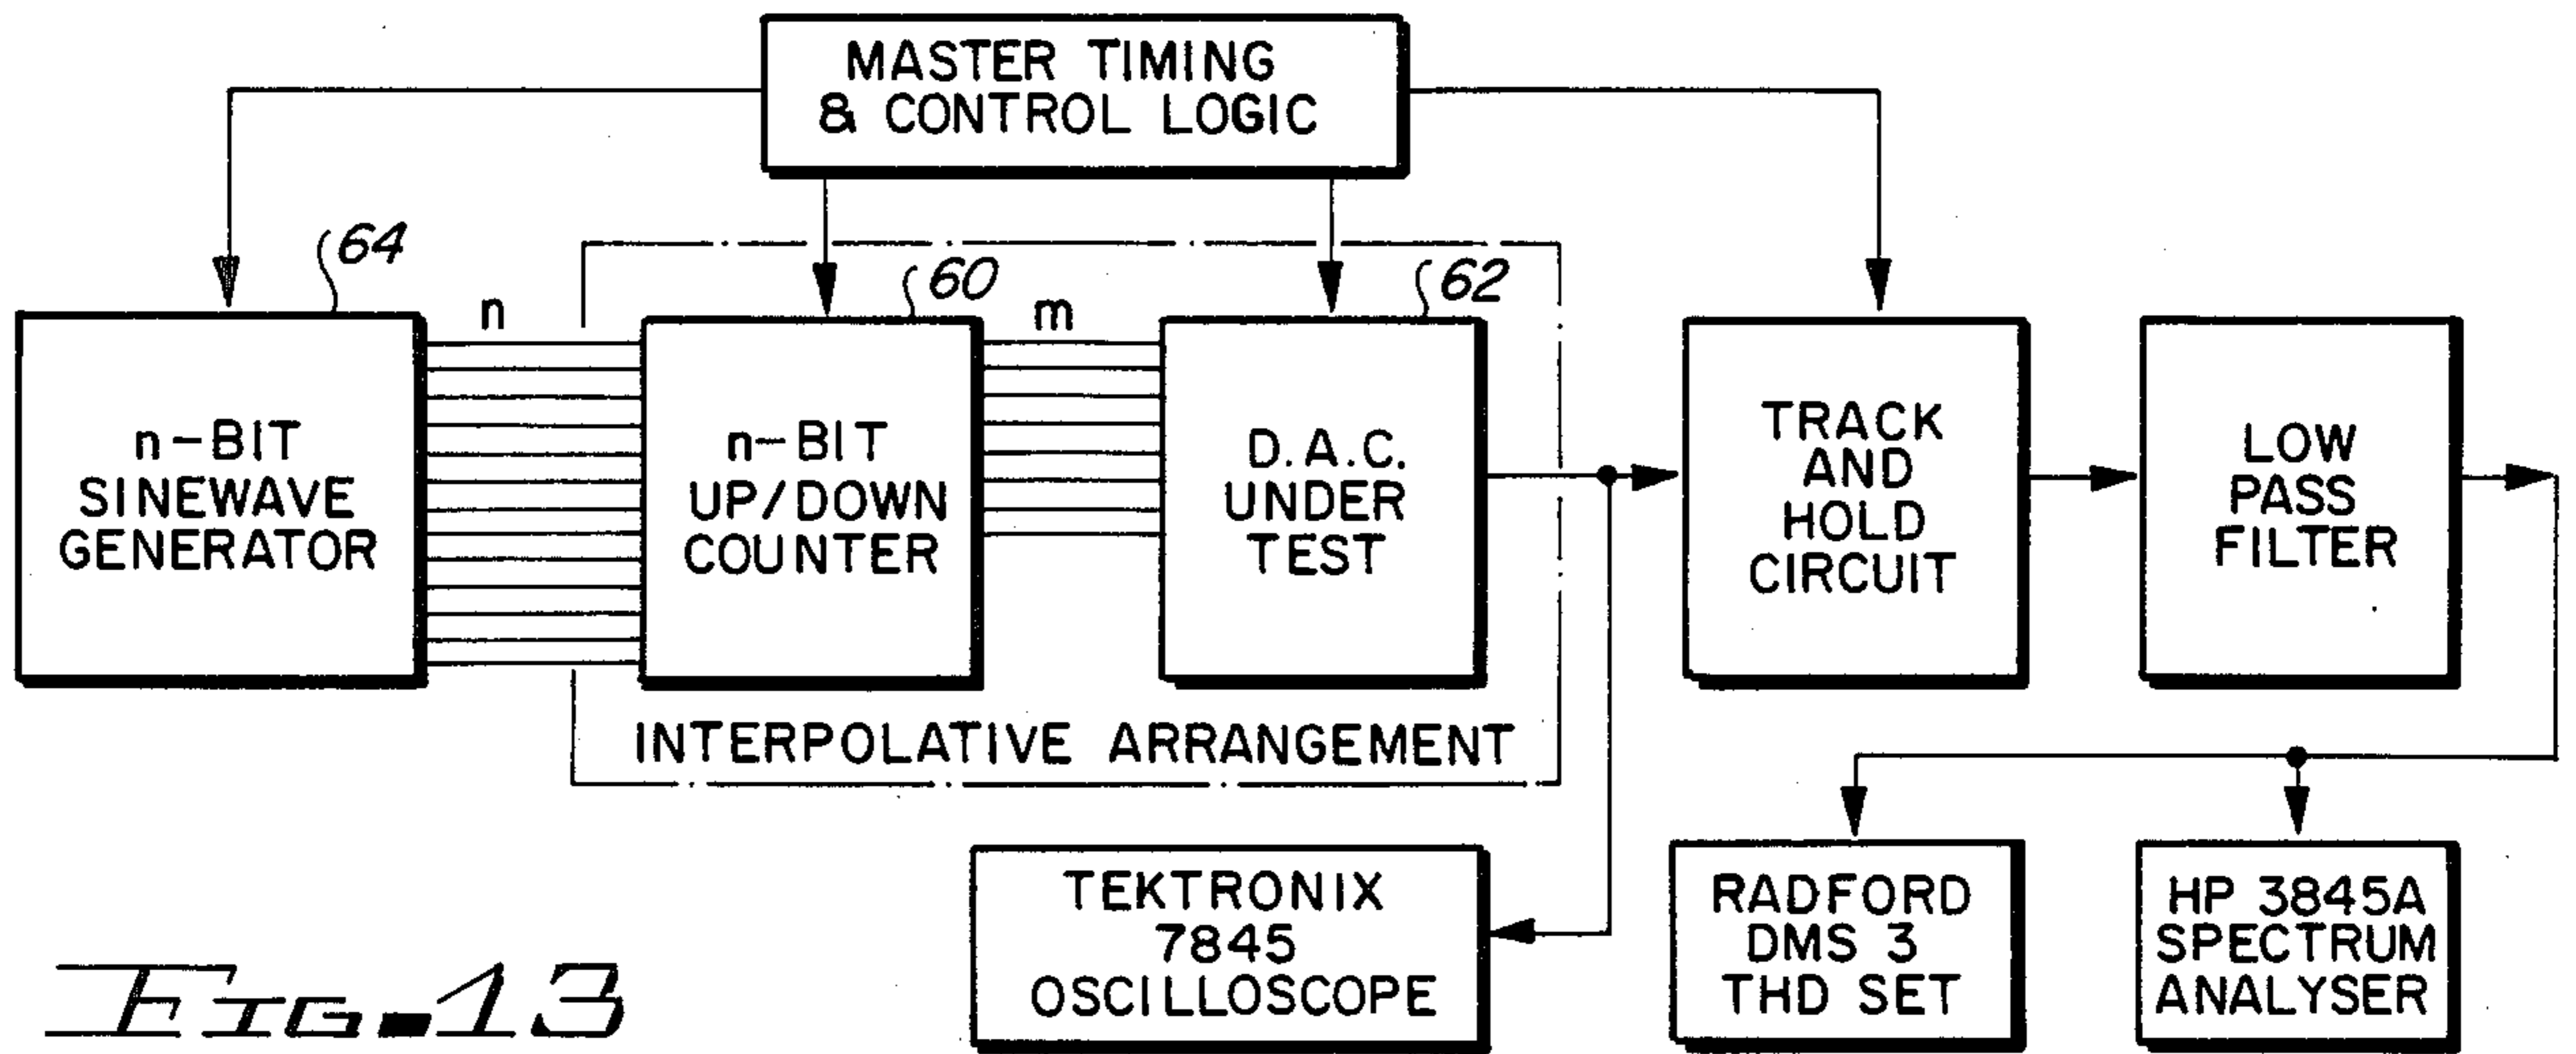 MASTER TIMING
& CONTROL LOGIC
64
n
60
m
62
n-BIT
SINEWAVE
GENERATOR
n-BIT
UP/DOWN
COUNTER
D.A.C.
UNDER
TEST
TRACK
AND
HOLD
CIRCUIT
LOW
PASS
FILTER
INTERPOLATIVE ARRANGEMENT
TEKTRONIX
7845
OSCILLOSCOPE
RADFORD
DMS 3
THD SET
HP 3845A
SPECTRUM
ANALYSER
FIG-13